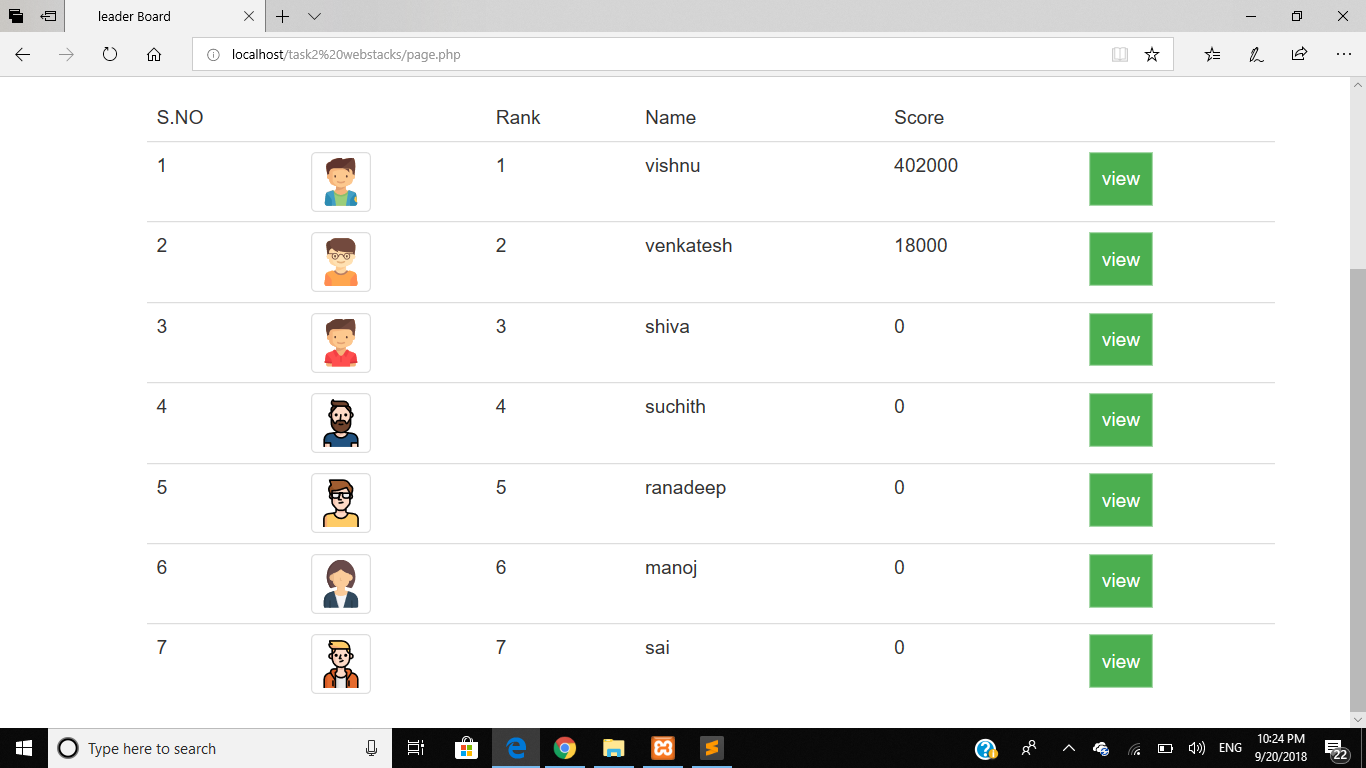 leader Board
localhost/task2%20webstacks/page.php
S.NO Rank Name Score
1 1 vishnu 402000 view
2 2 venkatesh 18000 view
3 3 shiva 0 view
4 4 suchith 0 view
5 5 ranadeep 0 view
6 6 manoj 0 view
7 7 sai 0 view
Type here to search
ENG
10:24 PM
9/20/2018
22